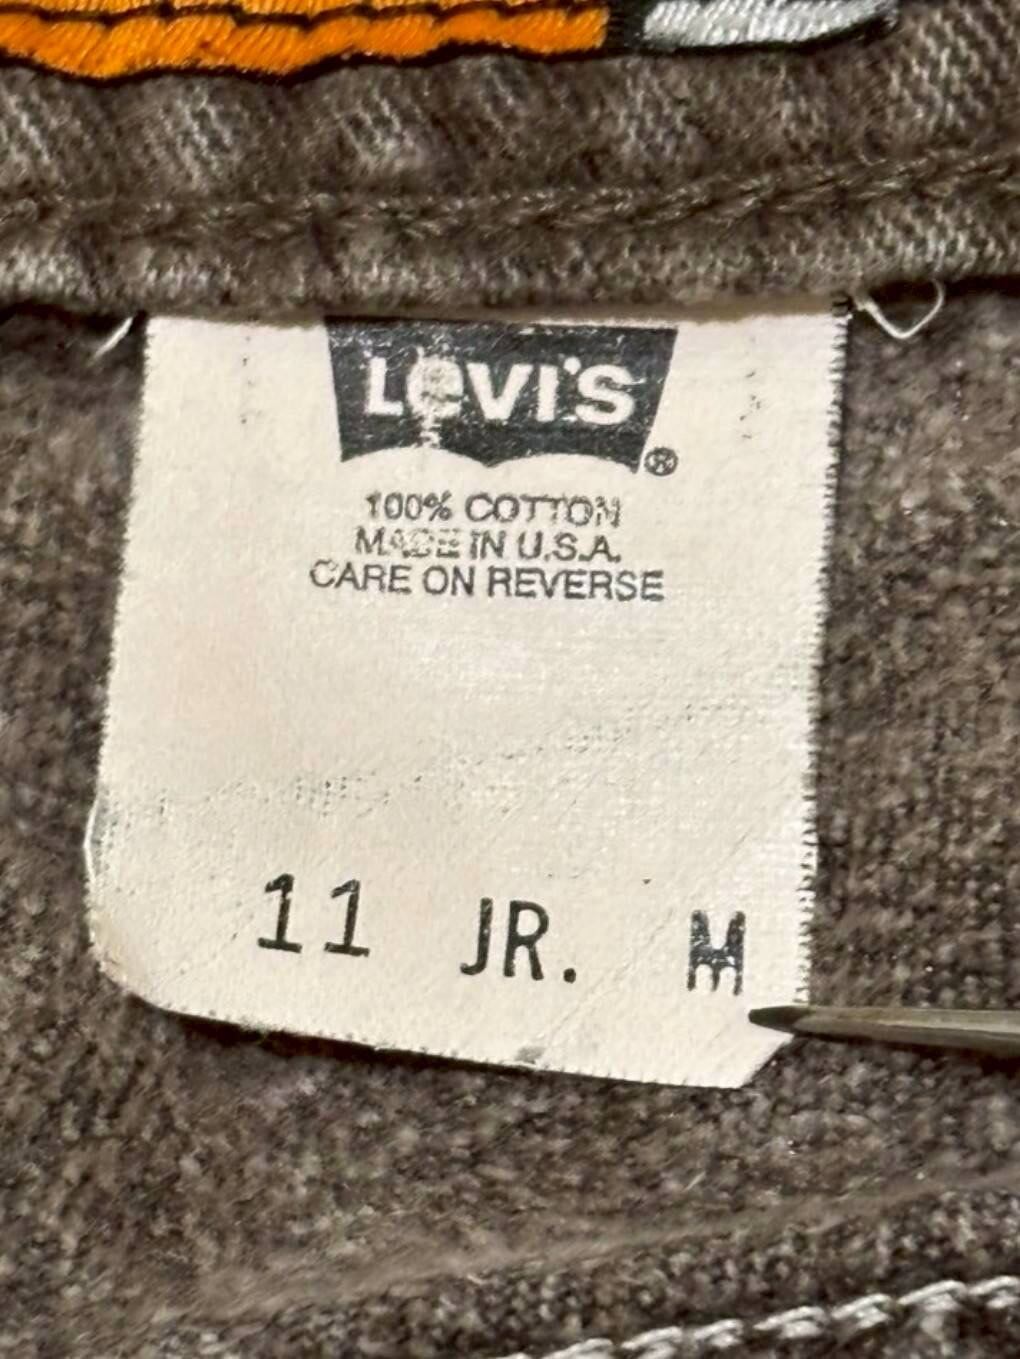 LEVI'S ®
100% COTTON
MADE IN U.S.A.
CARE ON REVERSE
11 JR. M